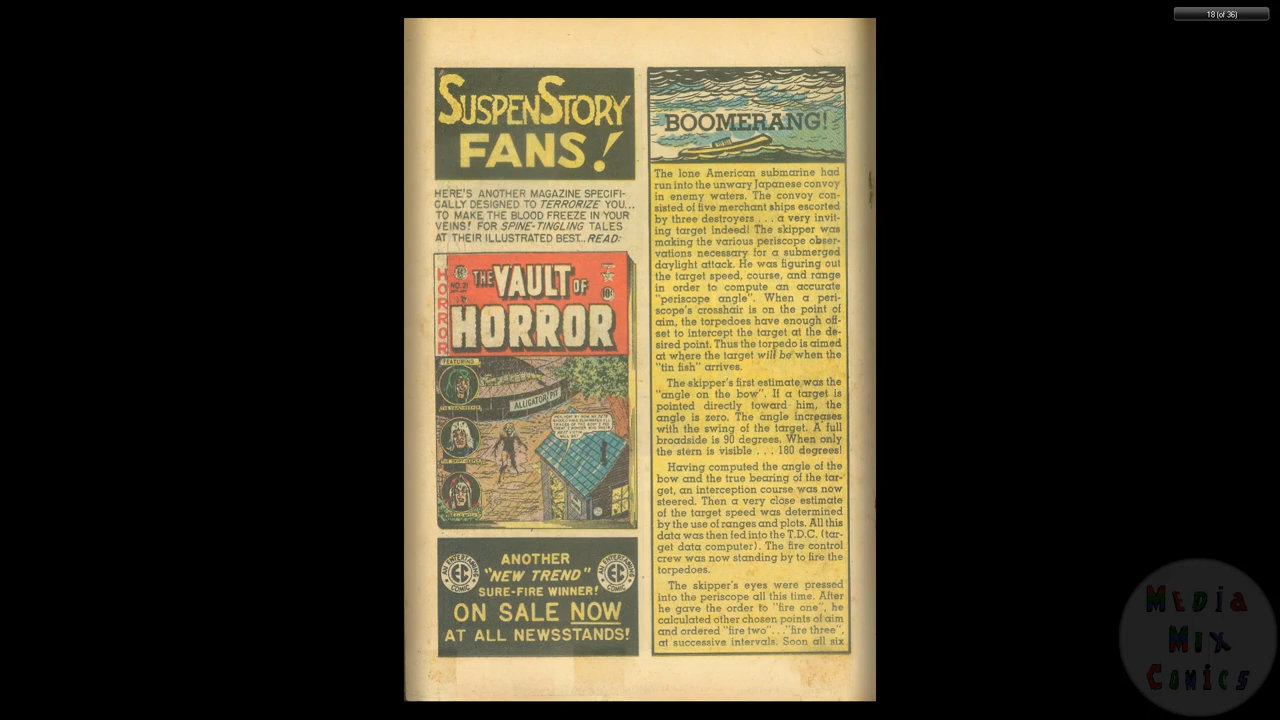 18 (of 36)
SUSPENSTORY
FANS!
HERE'S ANOTHER MAGAZINE SPECIFI-
CALLY DESIGNED TO TERRORIZE YOU...
TO MAKE THE BLOOD FREEZE IN YOUR
VEINS! FOR SPINE-TINGLING TALES
AT THEIR ILLUSTRATED BEST...READ:
HORROR
THE VAULT OF
HORROR
10¢
FEATURING...
ALLIGATOR PIT
ANOTHER
"NEW TREND"
SURE-FIRE WINNER!
ON SALE NOW
AT ALL NEWSSTANDS!
AN ENTERTAINING
EC
COMIC
AN ENTERTAINING
EC
COMIC
BOOMERANG!
The lone American submarine had
run into the unwary Japanese convoy
in enemy waters. The convoy con-
sisted of five merchant ships escorted
by three destroyers . . . a very invit-
ing target indeed! The skipper was
making the various periscope obser-
vations necessary for a submerged
daylight attack. He was figuring out
the target speed, course, and range
in order to compute an accurate
"periscope angle". When a peri-
scope's crosshair is on the point of
aim, the torpedoes have enough off-
set to intercept the target at the de-
sired point. Thus the torpedo is aimed
at where the target will be when the
"tin fish" arrives.
The skipper's first estimate was the
"angle on the bow". If a target is
pointed directly toward him, the
angle is zero. The angle increases
with the swing of the target. A full
broadside is 90 degrees. When only
the stern is visible . . . 180 degrees!
Having computed the angle of the
bow and the true bearing of the tar-
get, an interception course was now
steered. Then a very close estimate
of the target speed was determined
by the use of ranges and plots. All this
data was then fed into the T.D.C. (tar-
get data computer). The fire control
crew was now standing by to fire the
torpedoes.
The skipper's eyes were pressed
into the periscope all this time. After
he gave the order to "fire one", he
calculated other chosen points of aim
and ordered "fire two". . ."fire three",
at successive intervals. Soon all six
Media
Mix
Comics